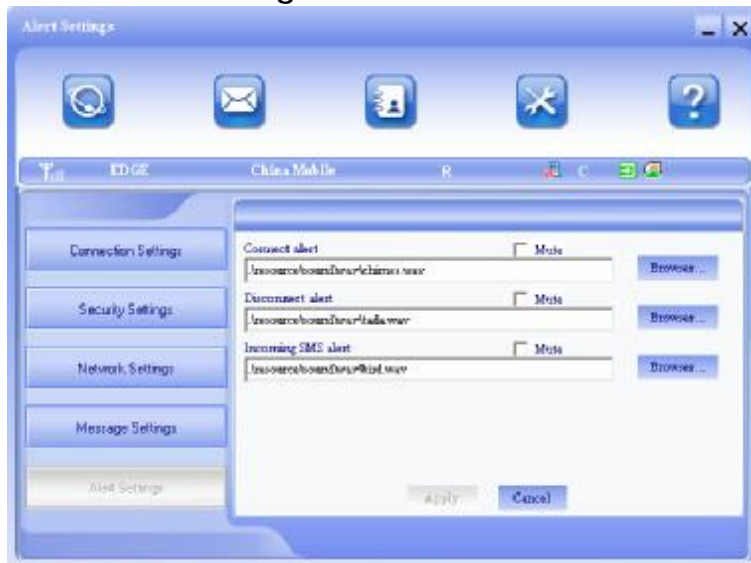 Alert Settings
EDGE China Mobile R C
Connection Settings
Security Settings
Network Settings
Message Settings
Alert Settings
Connect alert Mute
Browse...
Disconnect alert Mute
Browse...
Incoming SMS alert Mute
Browse...
Apply Cancel